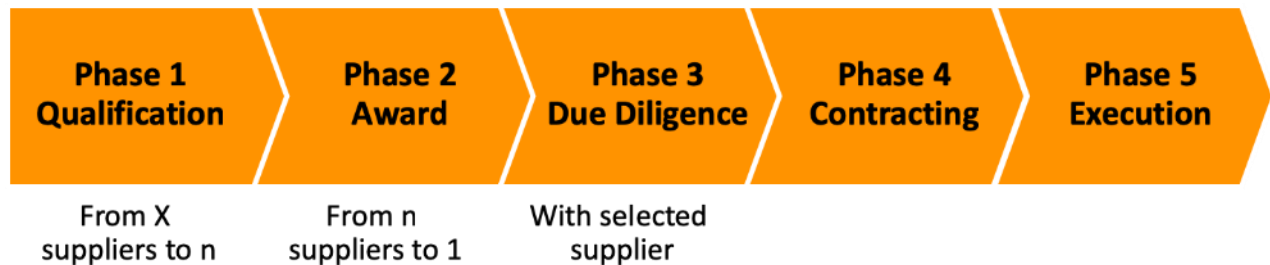 Phase 1
Qualification
Phase 2
Award
Phase 3
Due Diligence
Phase 4
Contracting
Phase 5
Execution
From X
suppliers to n
From n
suppliers to 1
With selected
supplier